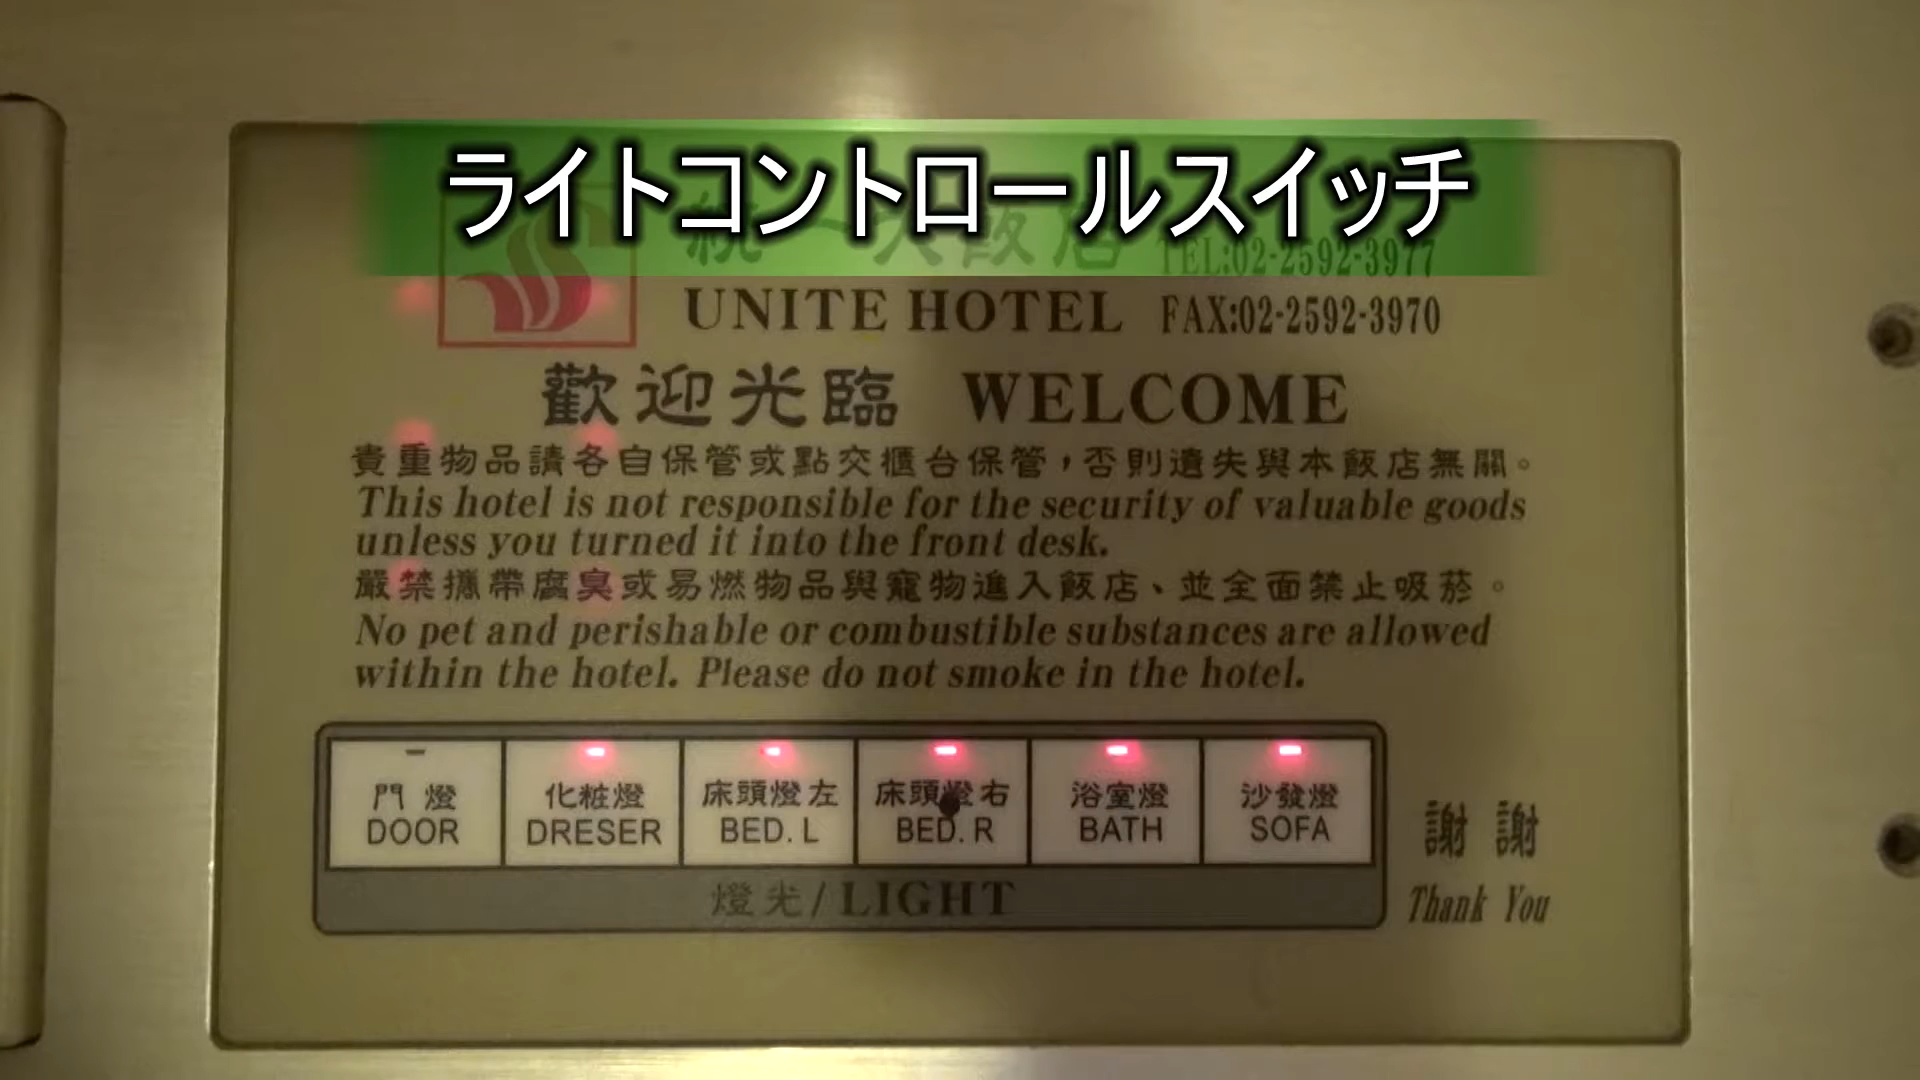 ライトコントロールスイッチ
統一大飯店 TEL:02-2592-3977
UNITE HOTEL FAX:02-2592-3970
歡迎光臨 WELCOME
貴重物品請各自保管或點交櫃台保管，否則遺失與本飯店無關。
This hotel is not responsible for the security of valuable goods
unless you turned it into the front desk.
嚴禁攜帶腐臭或易燃物品與寵物進入飯店、並全面禁止吸菸。
No pet and perishable or combustible substances are allowed
within the hotel. Please do not smoke in the hotel.
門燈 化粧燈 床頭燈左 床頭燈右 浴室燈 沙發燈
DOOR DRESER BED. L BED. R BATH SOFA
燈光/LIGHT
謝謝
Thank You